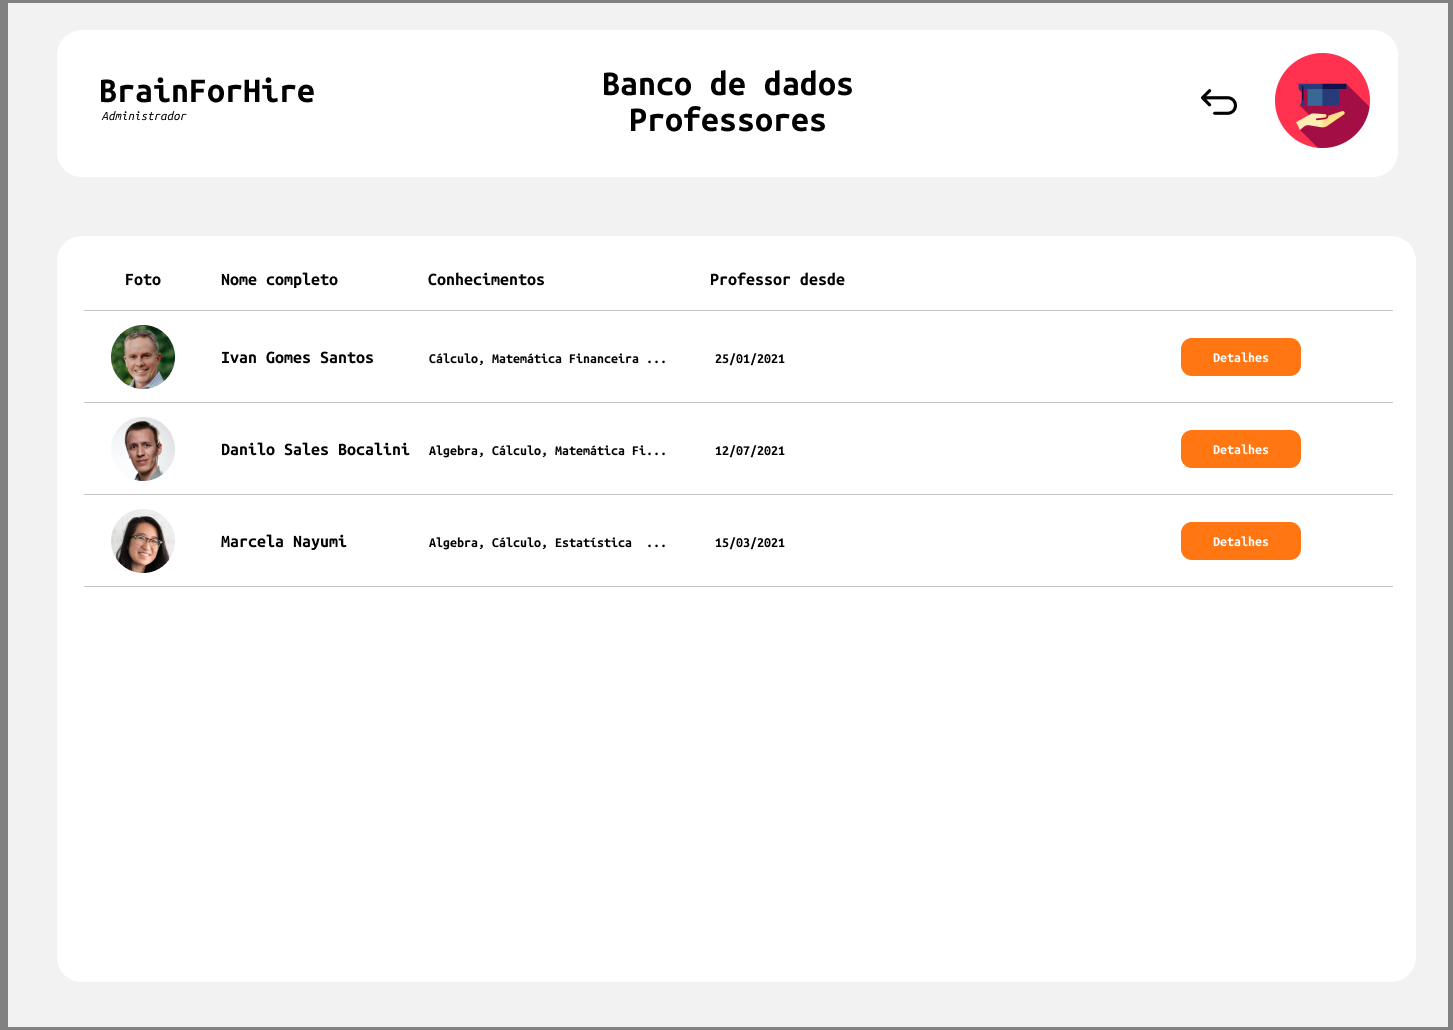 BrainForHire
Administrador
Banco de dados
Professores
Foto Nome completo Conhecimentos Professor desde
Ivan Gomes Santos Cálculo, Matemática Financeira ... 25/01/2021 Detalhes
Danilo Sales Bocalini Algebra, Cálculo, Matemática Fi... 12/07/2021 Detalhes
Marcela Nayumi Algebra, Cálculo, Estatística ... 15/03/2021 Detalhes